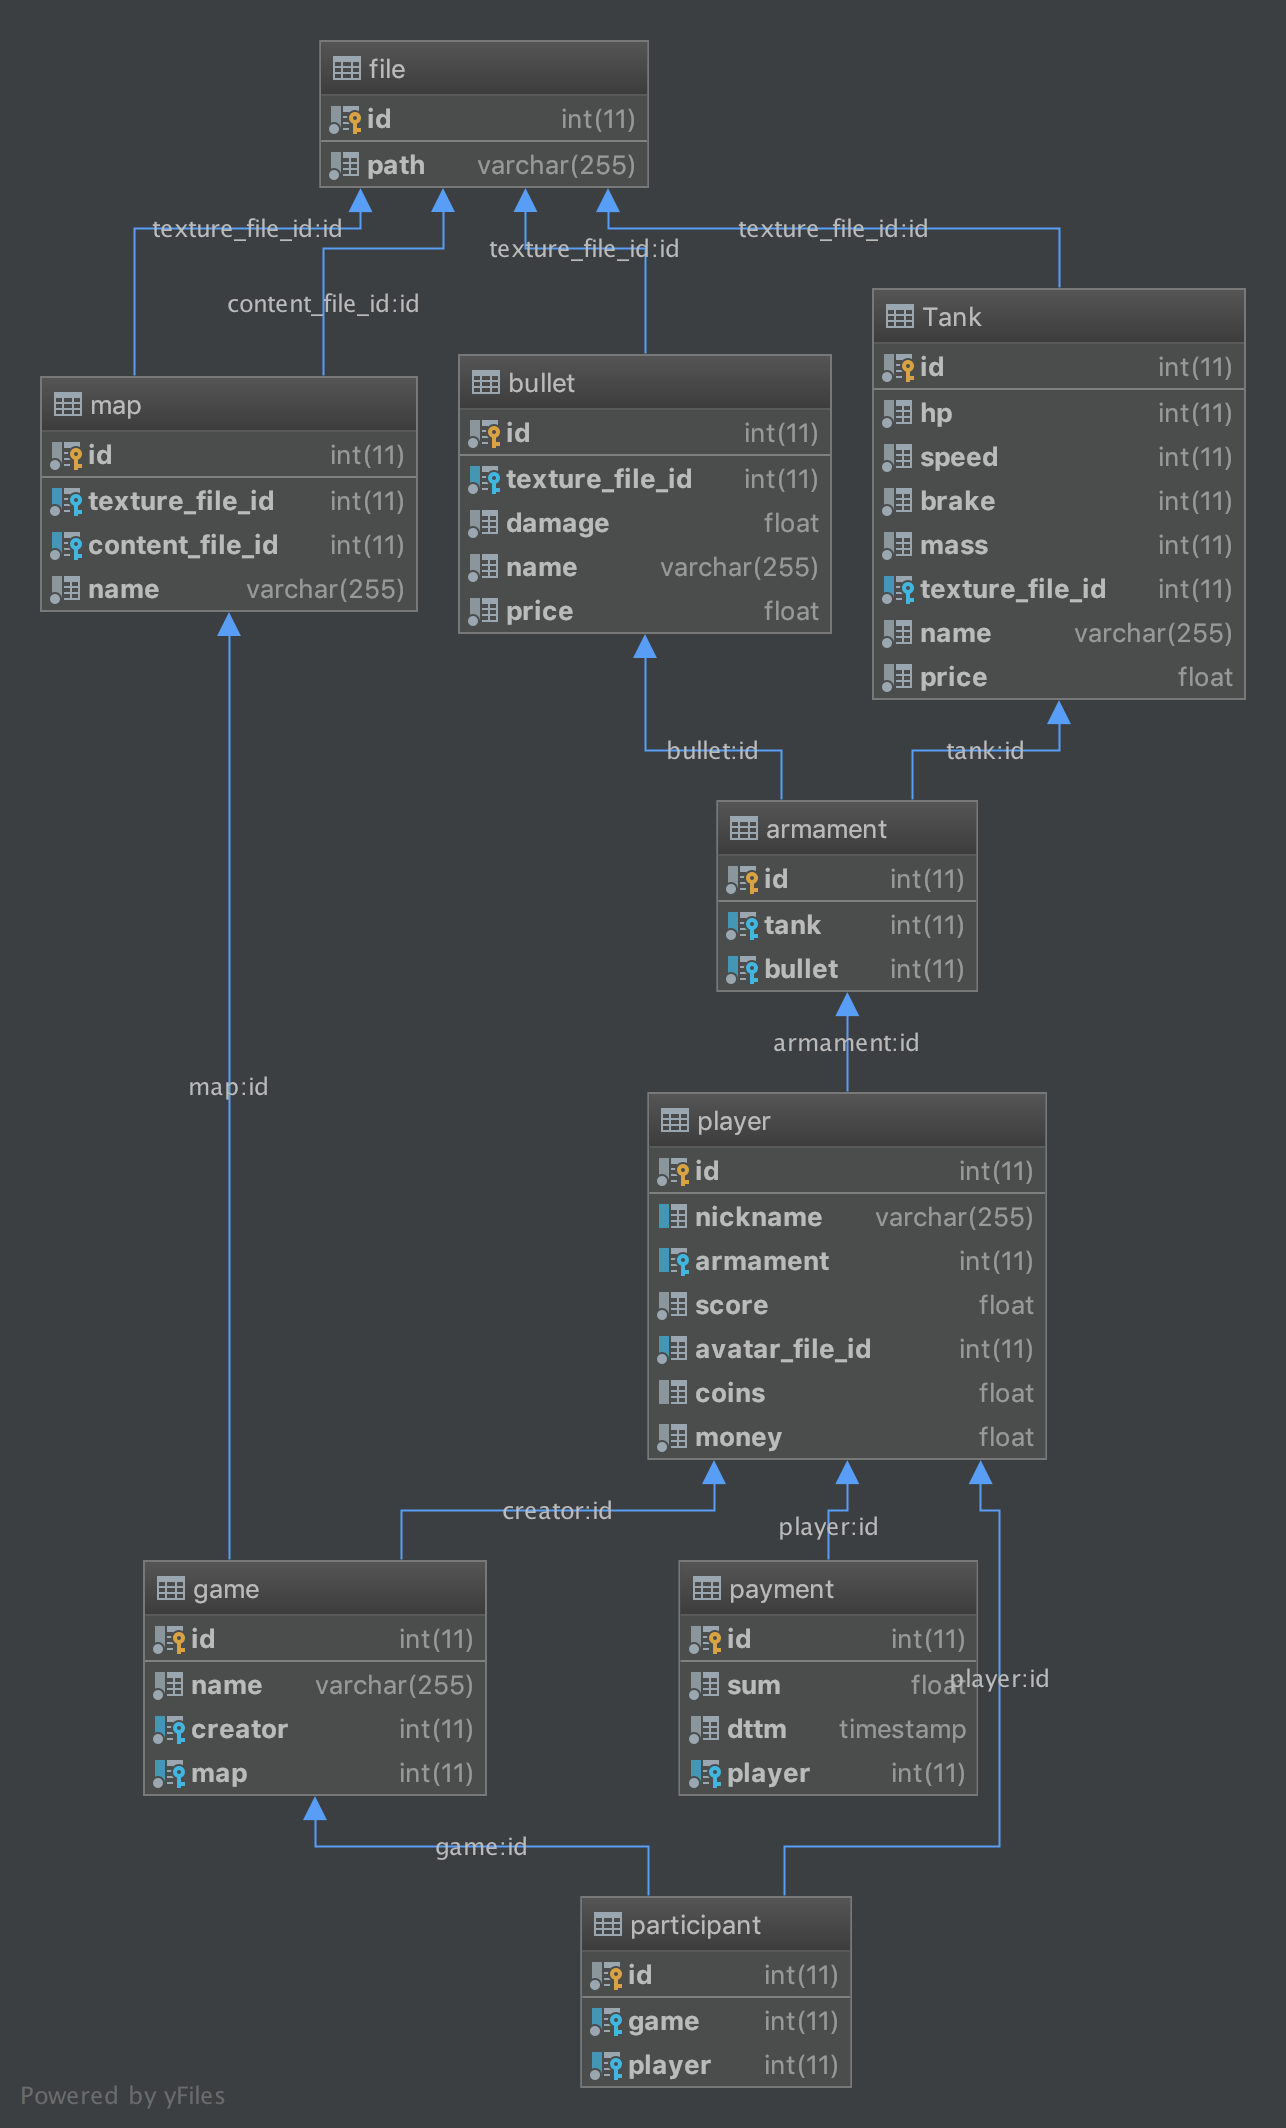 file
id int(11)
path varchar(255)
texture_file_id:id
texture_file_id:id
texture_file_id:id
content_file_id:id
Tank
id int(11)
hp int(11)
speed int(11)
brake int(11)
mass int(11)
texture_file_id int(11)
name varchar(255)
price float
bullet
id int(11)
texture_file_id int(11)
damage float
name varchar(255)
price float
map
id int(11)
texture_file_id int(11)
content_file_id int(11)
name varchar(255)
bullet:id
tank:id
armament
id int(11)
tank int(11)
bullet int(11)
armament:id
map:id
player
id int(11)
nickname varchar(255)
armament int(11)
score float
avatar_file_id int(11)
coins float
money float
creator:id
player:id
game
id int(11)
name varchar(255)
creator int(11)
map int(11)
payment
id int(11)
sum float
dttm timestamp
player int(11)
player:id
game:id
participant
id int(11)
game int(11)
player int(11)
Powered by yFiles